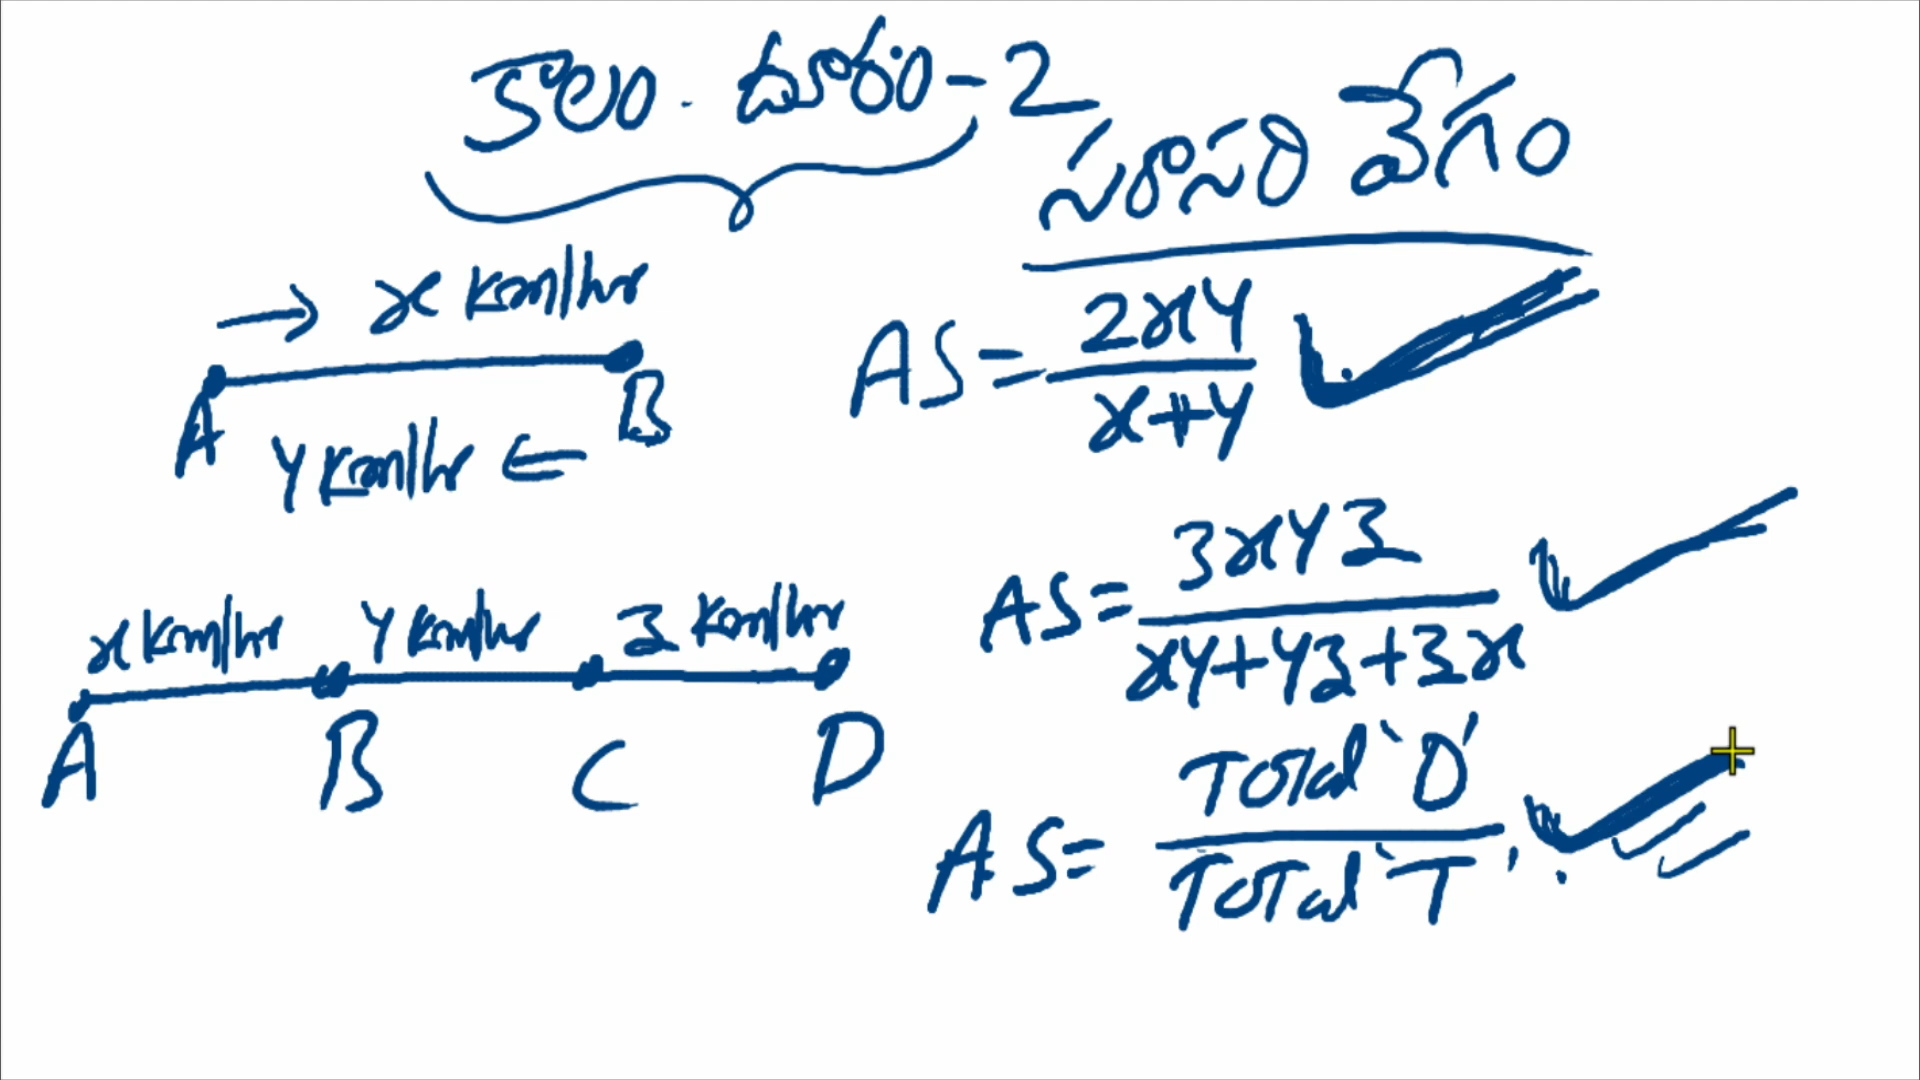 కాలం - దూరం - 2
సరాసరి వేగం
→ x km/hr
A B
y km/hr ←
AS = 2xy / x+y
x km/hr y km/hr z km/hr
A B C D
AS = 3xyz / xy+yz+zx
AS = Total 'D' / Total 'T'